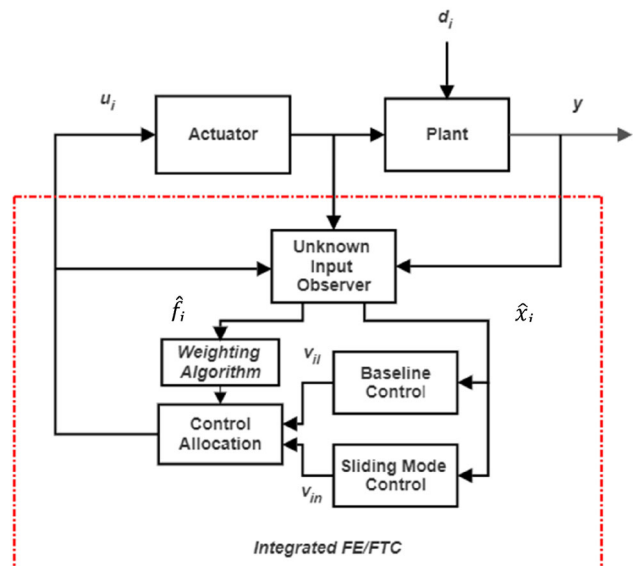 d_i
u_i
y
Actuator
Plant
Unknown
Input
Observer
f̂_i
x̂_i
Weighting
Algorithm
v_il
Baseline
Control
Control
Allocation
Sliding Mode
Control
v_in
Integrated FE/FTC